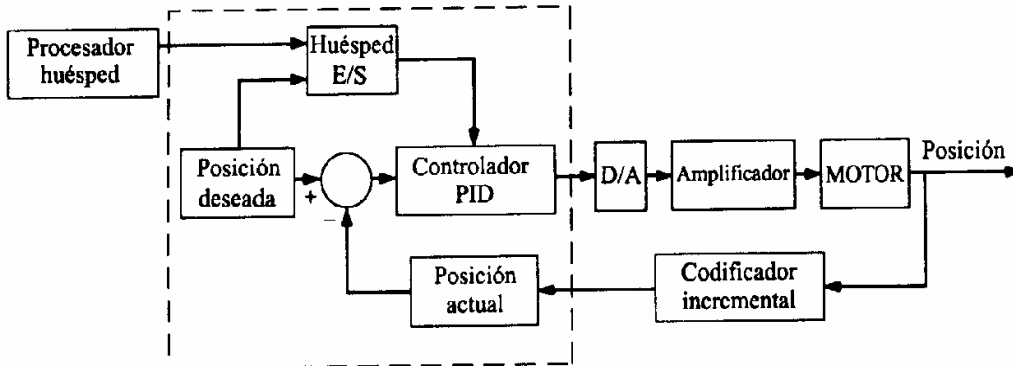 Procesador
huésped
Huésped
E/S
Posición
deseada
+
−
Controlador
PID
D/A
Amplificador
MOTOR
Posición
Posición
actual
Codificador
incremental